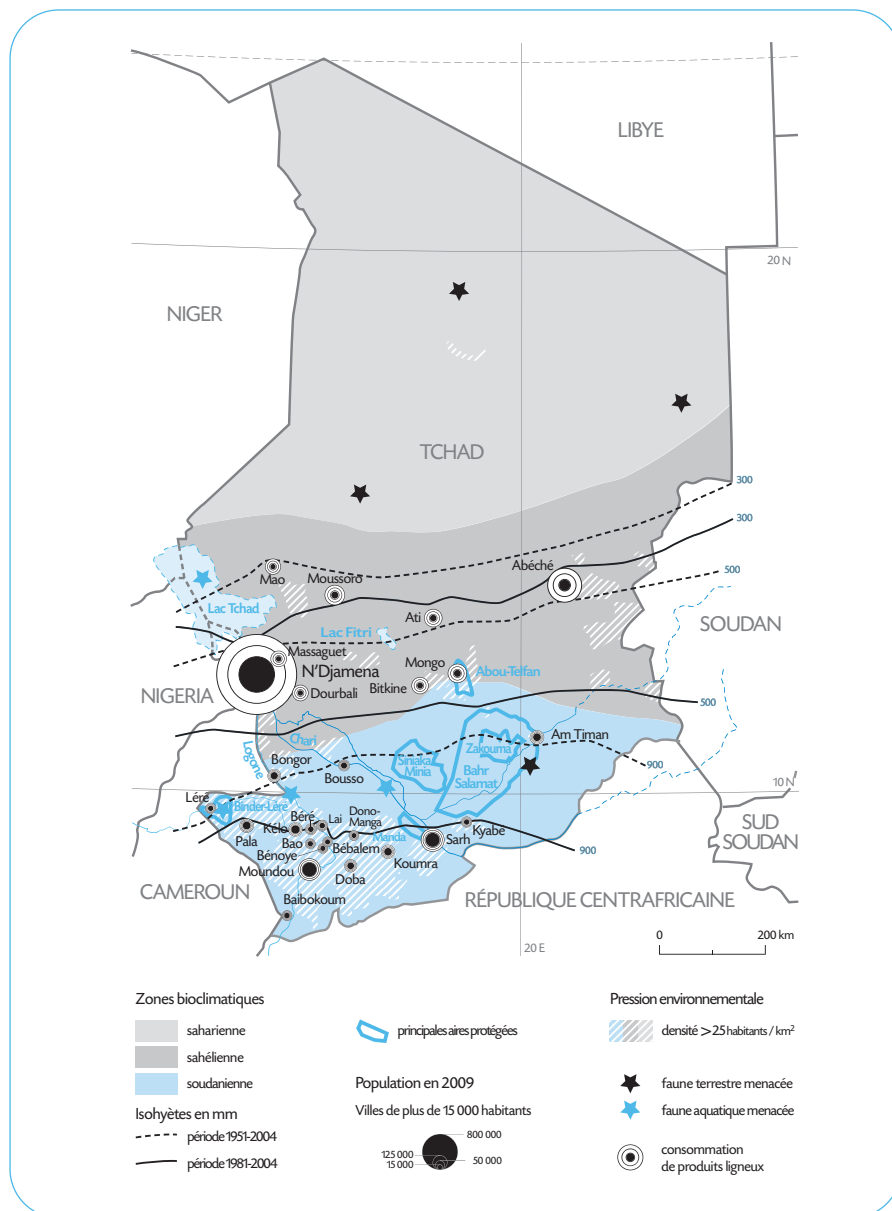 LIBYE
20 N
NIGER
TCHAD
300
300
Abéché
500
Mao
Moussoro
Lac Tchad
Ati
SOUDAN
Lac Fitri
Massaguet
N'Djamena
Mongo
Abou-Telfan
NIGERIA
Dourbali
Bitkine
500
Chari
Am Timan
Logone
Zakouma
Siniaka
Minia
Bahr
Salamat
Bongor
Bousso
900
10 N
Léré
Binder-Léré
Béré
Lai
Dono-
Manga
Kélo
Kyabe
SUD
SOUDAN
Pala
Bao
Manda
Sarh
Bébalem
900
Bénoye
Koumra
Moundou
Doba
CAMEROUN
RÉPUBLIQUE CENTRAFRICAINE
Baibokoum
0
200 km
20 E
Zones bioclimatiques
saharienne
sahélienne
soudanienne
Isohyètes en mm
période 1951-2004
période 1981-2004
principales aires protégées
Population en 2009
Villes de plus de 15 000 habitants
800 000
125 000
50 000
15 000
Pression environnementale
densité >25 habitants / km²
faune terrestre menacée
faune aquatique menacée
consommation
de produits ligneux